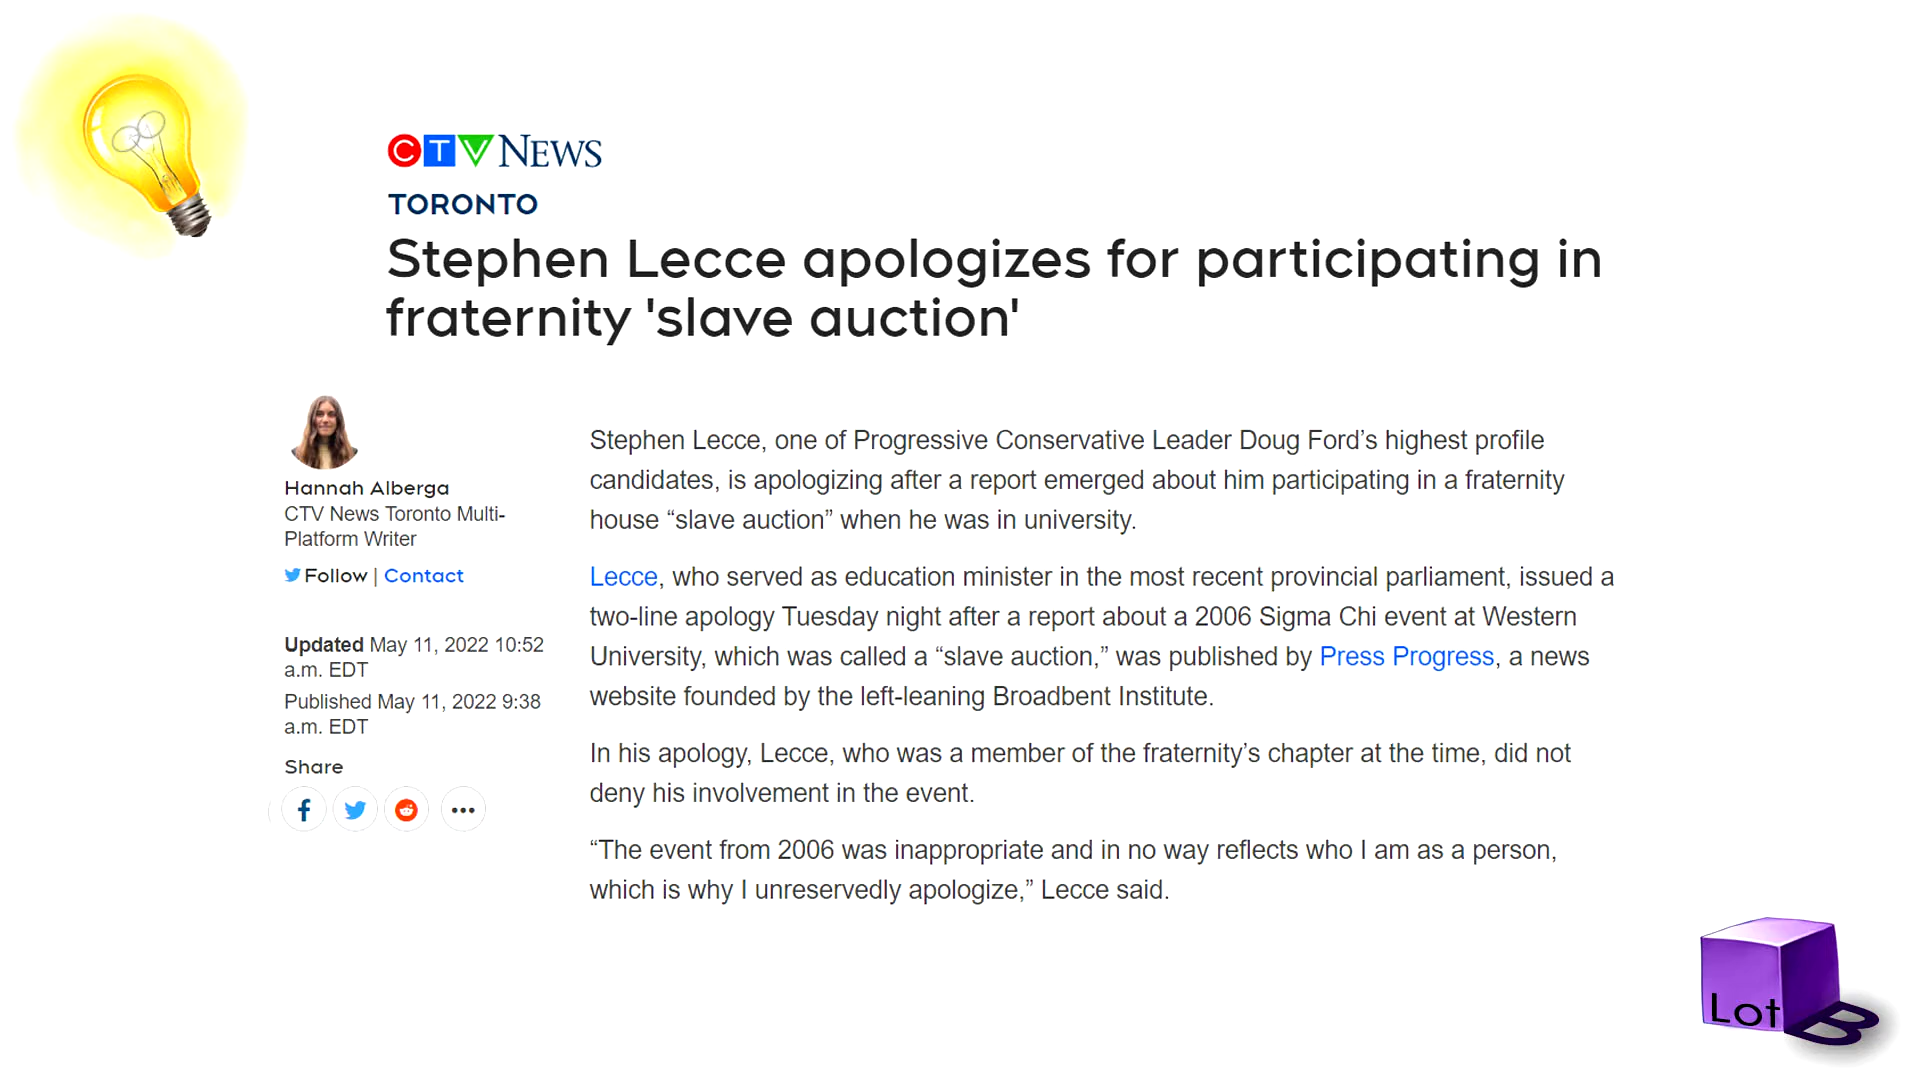 CTV NEWS
TORONTO
Stephen Lecce apologizes for participating in
fraternity 'slave auction'
Hannah Alberga
CTV News Toronto Multi-
Platform Writer
Follow | Contact
Updated May 11, 2022 10:52
a.m. EDT
Published May 11, 2022 9:38
a.m. EDT
Share
Stephen Lecce, one of Progressive Conservative Leader Doug Ford’s highest profile
candidates, is apologizing after a report emerged about him participating in a fraternity
house “slave auction” when he was in university.
Lecce, who served as education minister in the most recent provincial parliament, issued a
two-line apology Tuesday night after a report about a 2006 Sigma Chi event at Western
University, which was called a “slave auction,” was published by Press Progress, a news
website founded by the left-leaning Broadbent Institute.
In his apology, Lecce, who was a member of the fraternity’s chapter at the time, did not
deny his involvement in the event.
“The event from 2006 was inappropriate and in no way reflects who I am as a person,
which is why I unreservedly apologize,” Lecce said.
Lot B